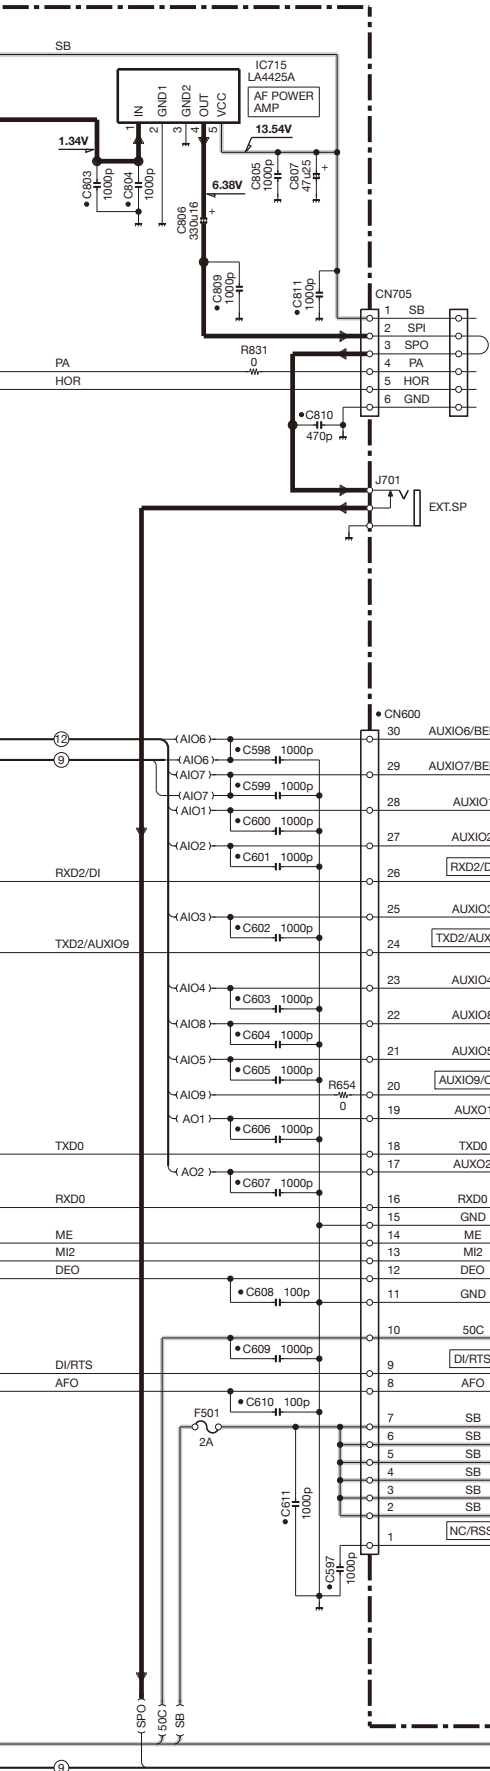 SB
IC715
LA4425A
AF POWER
AMP
IN
GND1
GND2
OUT
VCC
1
2
3
4
5
1.34V
13.54V
6.38V
C803
1000p
C804
1000p
C805
1000p
C807
47u25
+
C806
330u16
+
C809
1000p
C811
1000p
CN705
1 SB
2 SPI
3 SPO
4 PA
5 HOR
6 GND
R831
0
PA
HOR
C810
470p
J701
EXT.SP
CN600
12
9
AIO6
AIO6
AIO7
AIO7
AIO1
AIO2
AIO3
AIO4
AIO8
AIO5
AIO9
AO1
AO2
C598 1000p
C599 1000p
C600 1000p
C601 1000p
C602 1000p
C603 1000p
C604 1000p
C605 1000p
R654
0
C606 1000p
C607 1000p
C608 100p
C609 1000p
C610 100p
RXD2/DI
TXD2/AUXIO9
TXD0
RXD0
ME
MI2
DEO
DI/RTS
AFO
30 AUXIO6/BE
29 AUXIO7/BE
28 AUXIO
27 AUXIO2
26 RXD2/D
25 AUXIO3
24 TXD2/AUX
23 AUXIO4
22 AUXIO8
21 AUXIO5
20 AUXIO9/
19 AUXO1
18 TXD0
17 AUXO2
16 RXD0
15 GND
14 ME
13 MI2
12 DEO
11 GND
10 50C
9 DI/RTS
8 AFO
7 SB
6 SB
5 SB
4 SB
3 SB
2 SB
1 NC/RSS
F501
2A
C611
1000p
C597
1000p
SPO
50C
SB
9